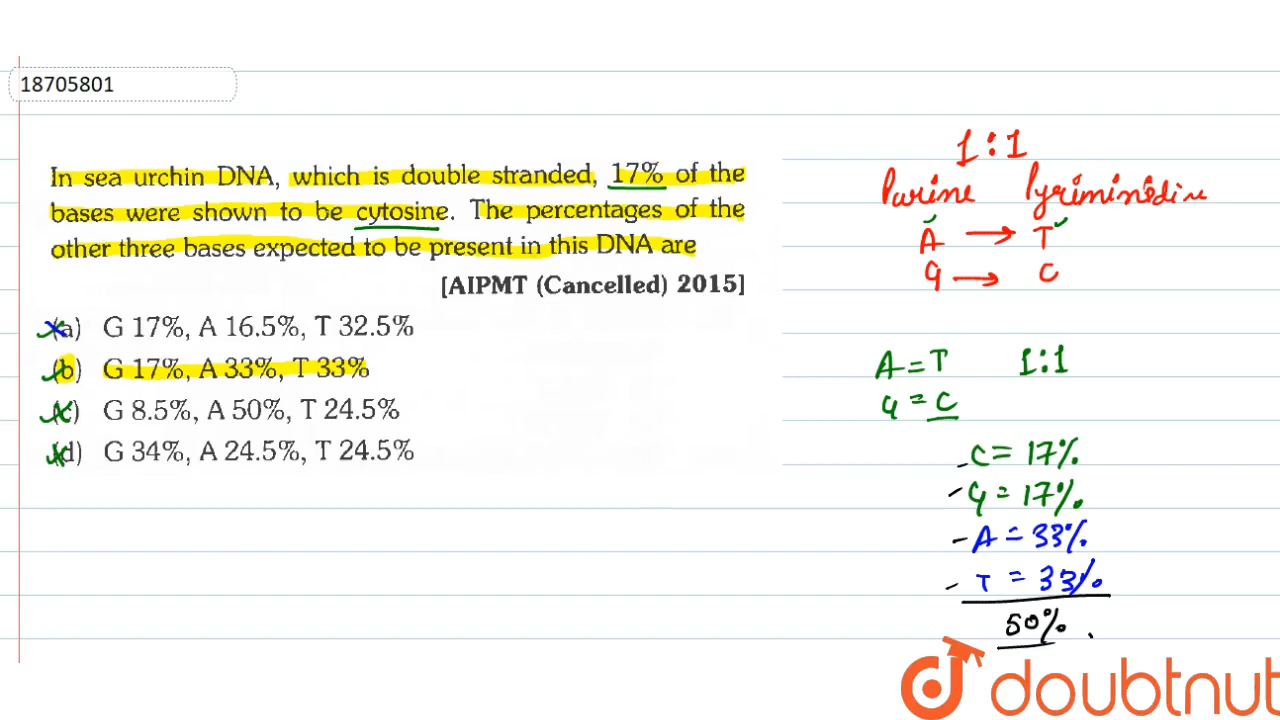 18705801
In sea urchin DNA, which is double stranded, 17% of the
bases were shown to be cytosine. The percentages of the
other three bases expected to be present in this DNA are
[AIPMT (Cancelled) 2015]
(a) G 17%, A 16.5%, T 32.5%
(b) G 17%, A 33%, T 33%
(c) G 8.5%, A 50%, T 24.5%
(d) G 34%, A 24.5%, T 24.5%
1:1
Purine
A → T
G → C
A = T 1:1
G = C
C = 17%
G = 17%
A = 33%
T = 33%
50%
doubtnut